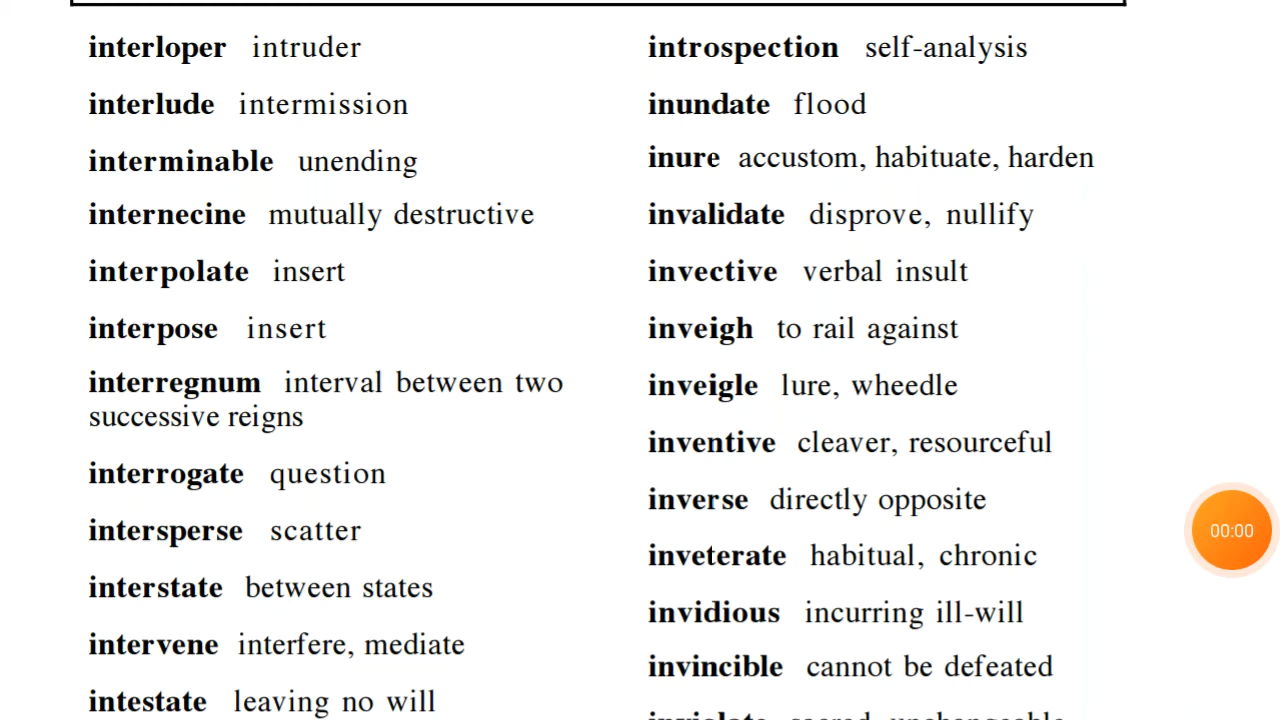 interloper intruder
interlude intermission
interminable unending
internecine mutually destructive
interpolate insert
interpose insert
interregnum interval between two
successive reigns
interrogate question
intersperse scatter
interstate between states
intervene interfere, mediate
intestate leaving no will
introspection self-analysis
inundate flood
inure accustom, habituate, harden
invalidate disprove, nullify
invective verbal insult
inveigh to rail against
inveigle lure, wheedle
inventive cleaver, resourceful
inverse directly opposite
inveterate habitual, chronic
invidious incurring ill-will
invincible cannot be defeated
inviolate sacred, unchangeable
00:00